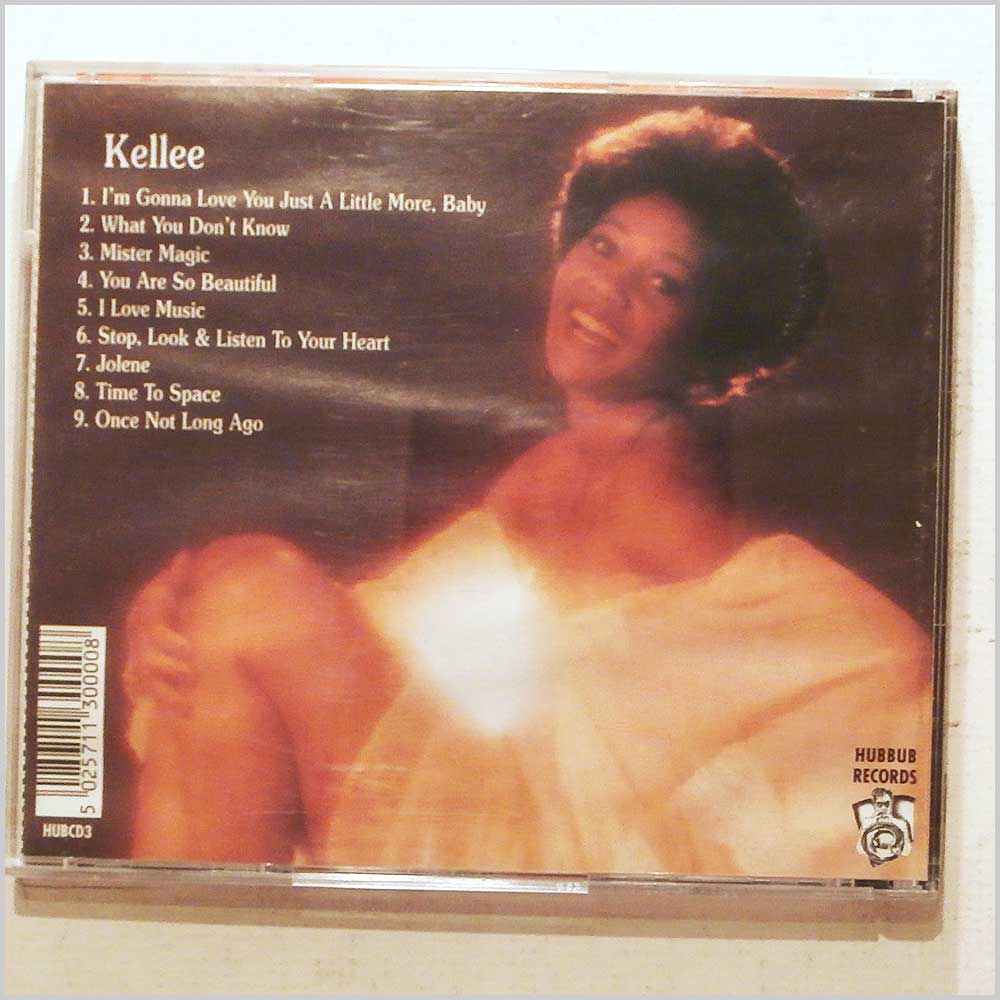 Kellee
1. I'm Gonna Love You Just A Little More, Baby
2. What You Don't Know
3. Mister Magic
4. You Are So Beautiful
5. I Love Music
6. Stop, Look & Listen To Your Heart
7. Jolene
8. Time To Space
9. Once Not Long Ago
5 025711 300008
HUBCD3
HUBBUB
RECORDS